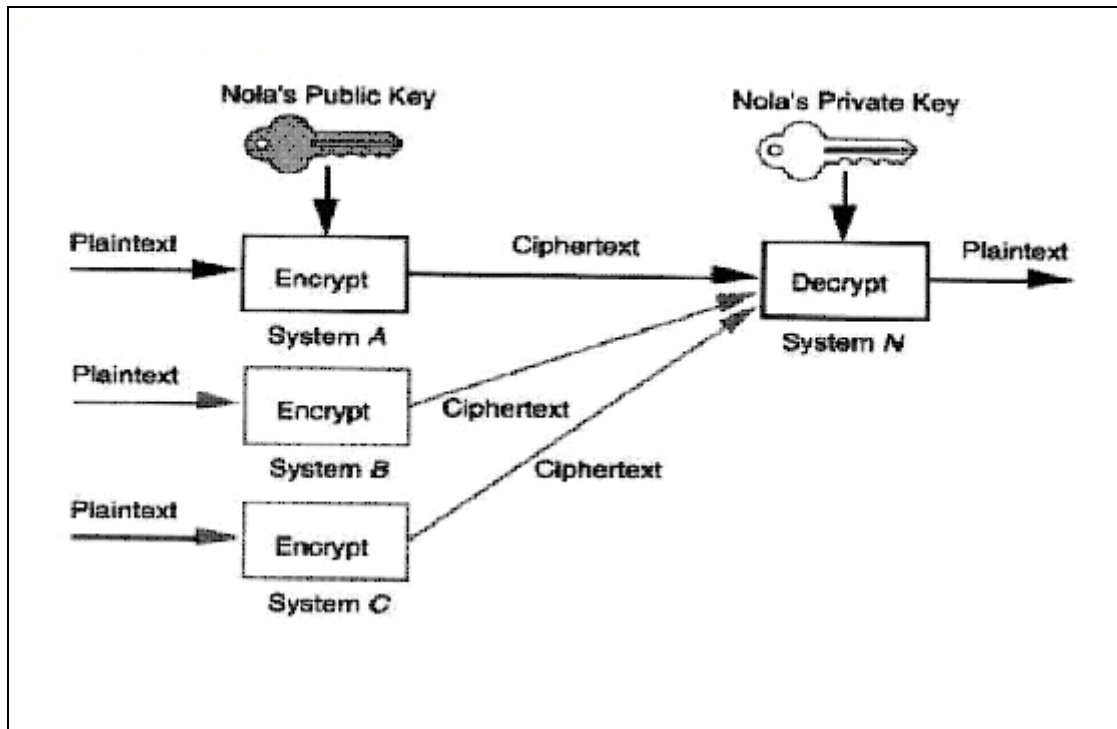 Nola's Public Key
Nola's Private Key
Plaintext
Encrypt
Ciphertext
Decrypt
Plaintext
System A
System N
Plaintext
Encrypt
Ciphertext
System B
Ciphertext
Plaintext
Encrypt
System C